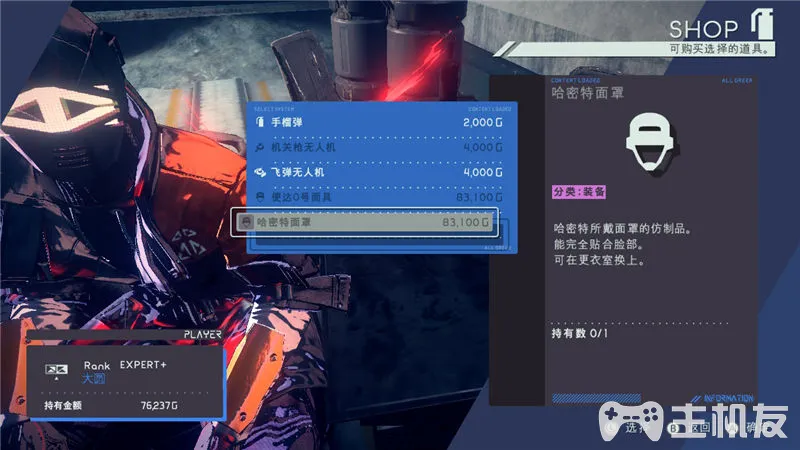 SHOP
可购买选择的道具。
SELECT SYSTEM
CONTENT LOADED
手榴弹 2,000G
机关枪无人机 4,000G
飞弹无人机 4,000G
便达0号面具 83,100G
哈密特面罩 83,100G
ALL GREEN
CONTENT LOADED
ALL GREEN
哈密特面罩
分类:装备
哈密特所戴面罩的仿制品。
能完全贴合脸部。
可在更衣室换上。
持有数 0/1
INFORMATION
PLAYER
Rank EXPERT+
持有金额 76,237G
选择 B 返回 A
主机友